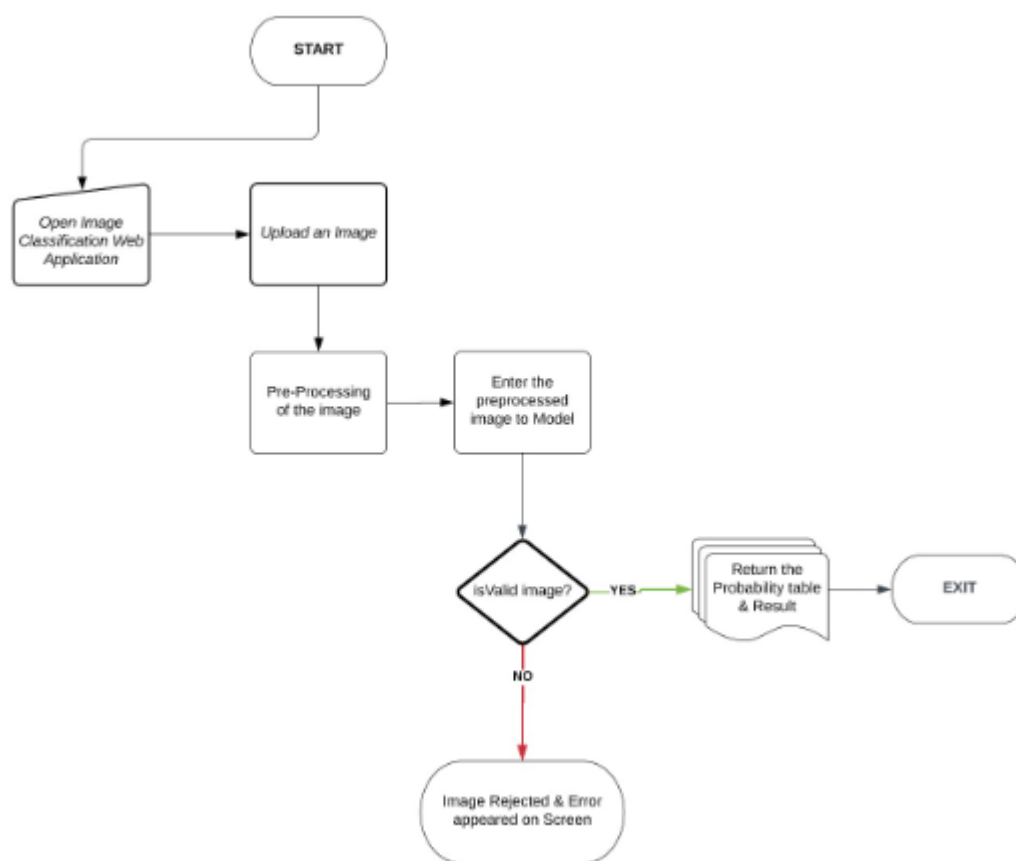 START
Open Image
Classification Web
Application
Upload an Image
Pre-Processing
of the image
Enter the
preprocessed
image to Model
isValid image?
YES
Return the
Probability table
& Result
EXIT
NO
Image Rejected & Error
appeared on Screen